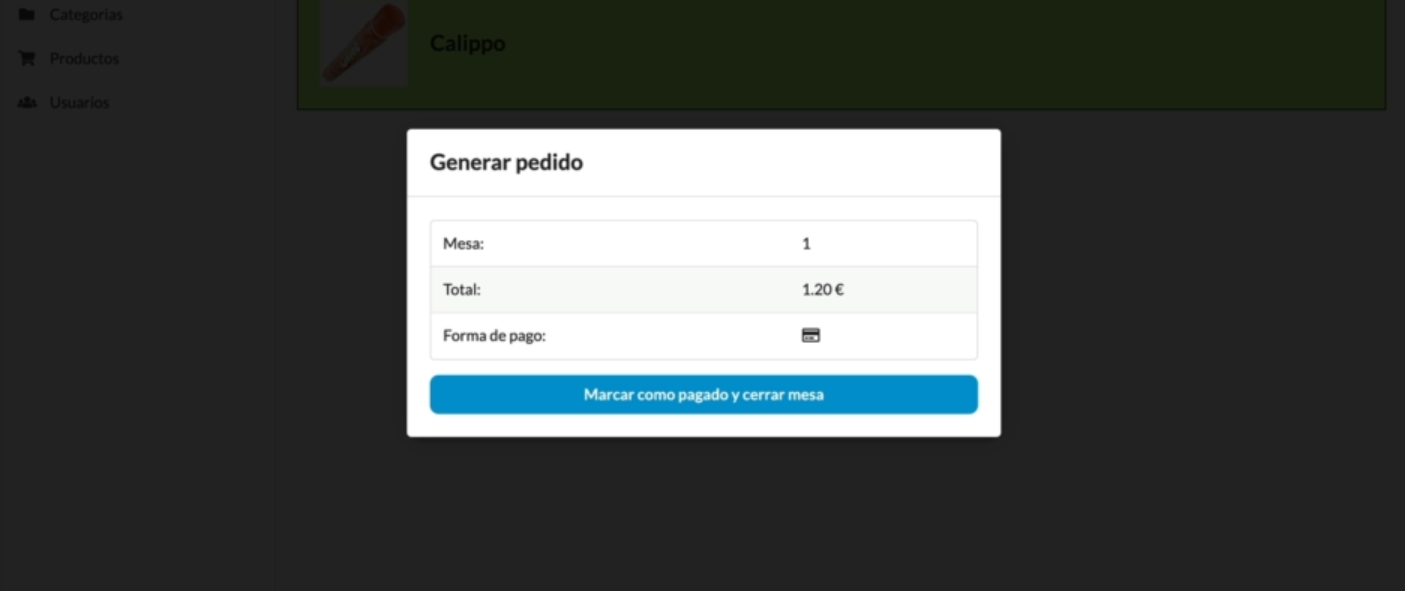 Categorias
Productos
Usuarios
Calippo
Generar pedido
Mesa: 1
Total: 1.20 €
Forma de pago:
Marcar como pagado y cerrar mesa